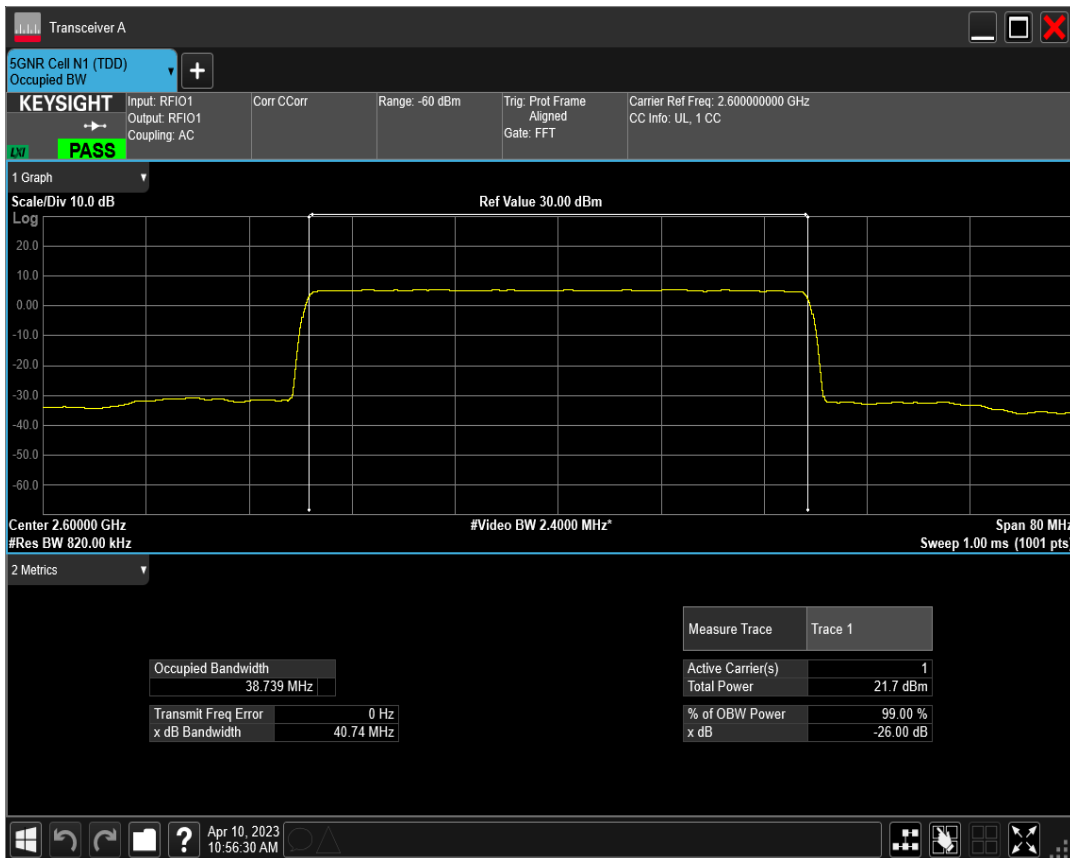 Transceiver A
5GNR Cell N1 (TDD)
Occupied BW
KEYSIGHT
LXI
PASS
Input: RFIO1
Output: RFIO1
Coupling: AC
Corr CCorr
Range: -60 dBm
Trig: Prot Frame
Aligned
Gate: FFT
Carrier Ref Freq: 2.600000000 GHz
CC Info: UL, 1 CC
1 Graph
Scale/Div 10.0 dB
Ref Value 30.00 dBm
Log
20.0
10.0
0.00
-10.0
-20.0
-30.0
-40.0
-50.0
-60.0
Center 2.60000 GHz
#Video BW 2.4000 MHz*
Span 80 MHz
#Res BW 820.00 kHz
Sweep 1.00 ms (1001 pts)
2 Metrics
Measure Trace Trace 1
Occupied Bandwidth
38.739 MHz
Active Carrier(s) 1
Total Power 21.7 dBm
Transmit Freq Error 0 Hz
x dB Bandwidth 40.74 MHz
% of OBW Power 99.00 %
x dB -26.00 dB
?
Apr 10, 2023
10:56:30 AM